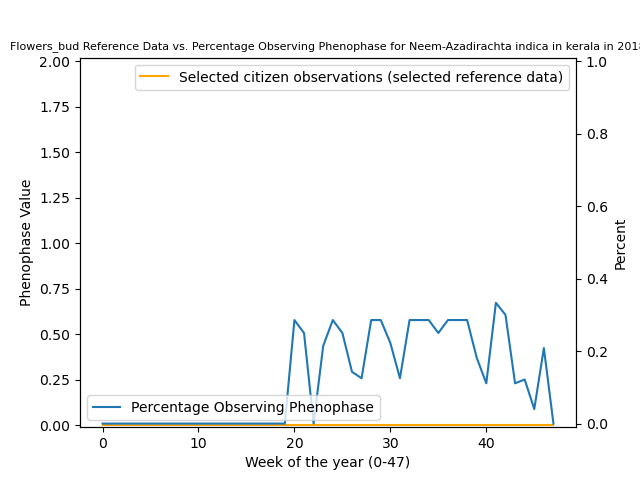 Flowers_bud Reference Data vs. Percentage Observing Phenophase for Neem-Azadirachta indica in kerala in 2018
Selected citizen observations (selected reference data)
Percentage Observing Phenophase
Phenophase Value
2.00
1.75
1.50
1.25
1.00
0.75
0.50
0.25
0.00
Percent
1.0
0.8
0.6
0.4
0.2
0.0
0 10 20 30 40
Week of the year (0-47)